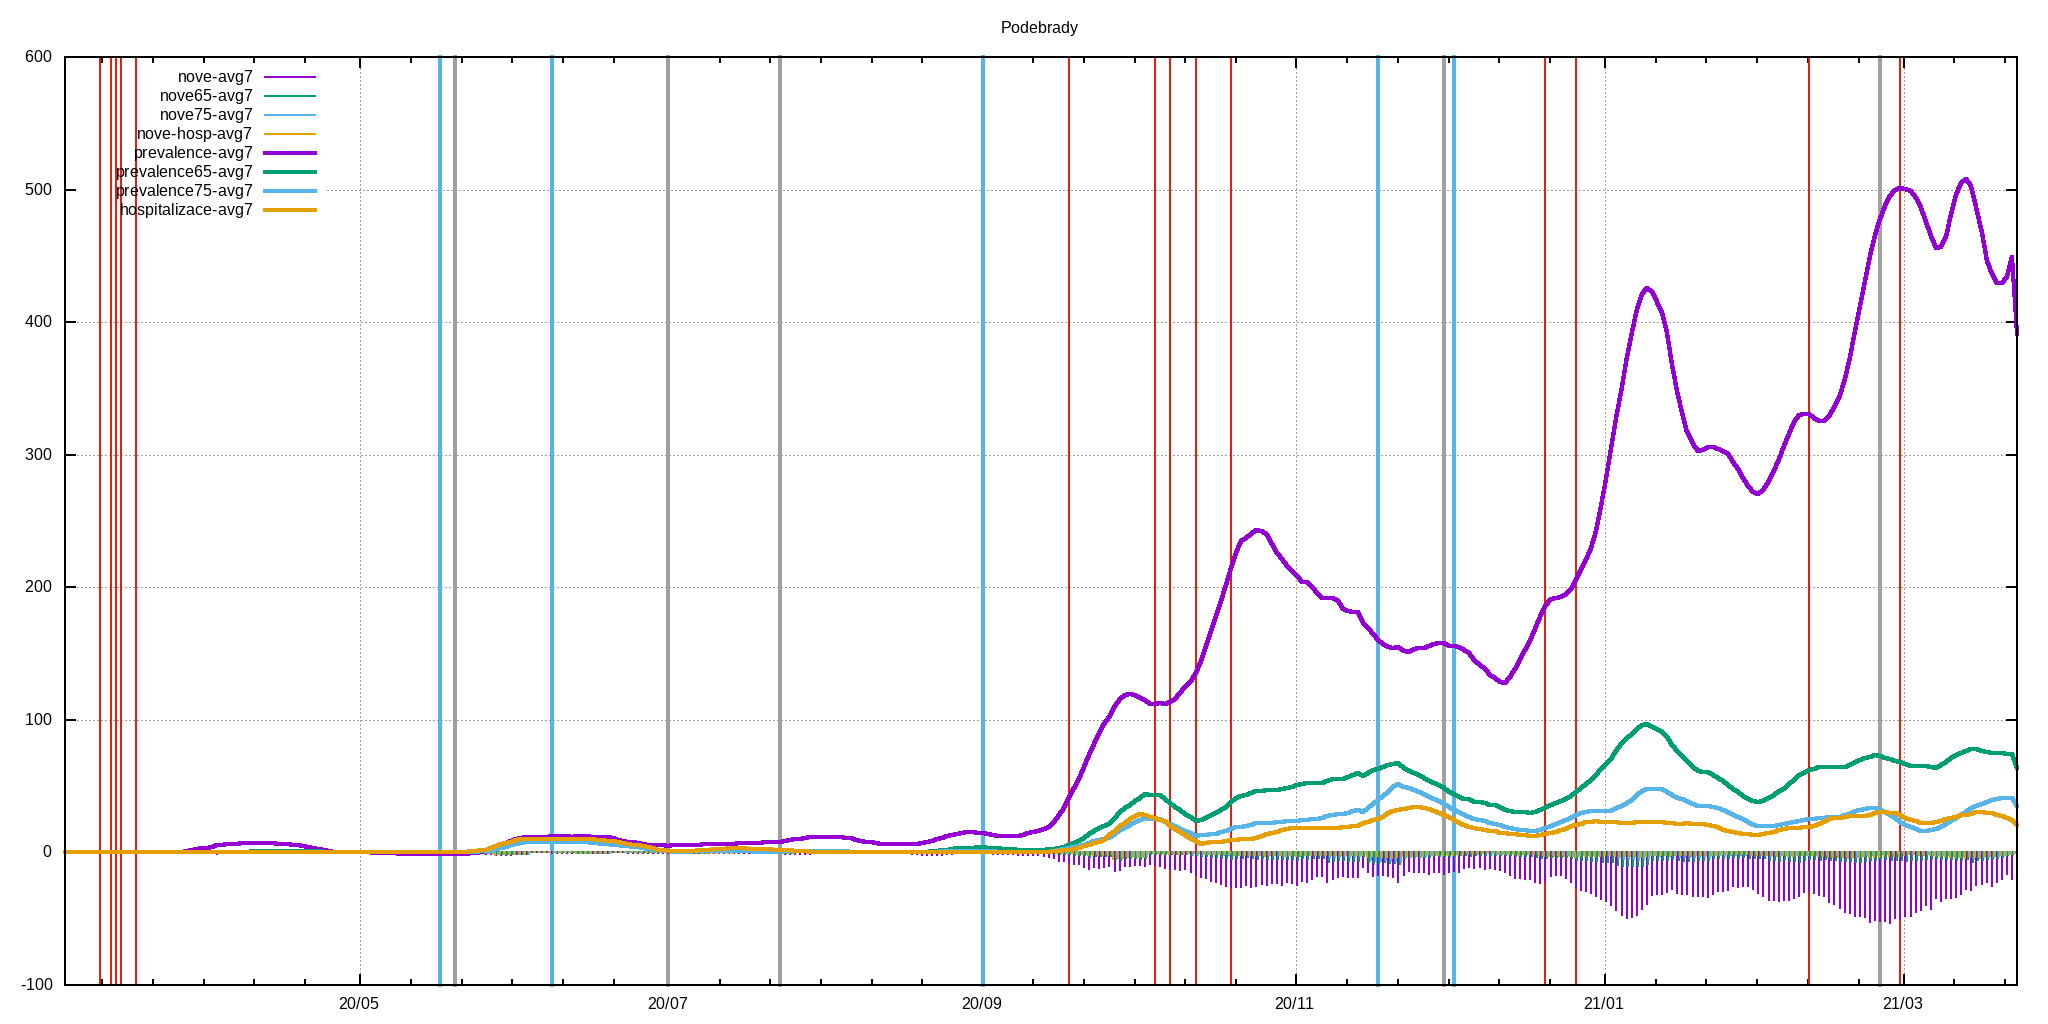 Podebrady
600
500
400
300
200
100
0
-100
nove-avg7
nove65-avg7
nove75-avg7
nove-hosp-avg7
prevalence-avg7
prevalence65-avg7
prevalence75-avg7
hospitalizace-avg7
20/05 20/07 20/09 20/11 21/01 21/03